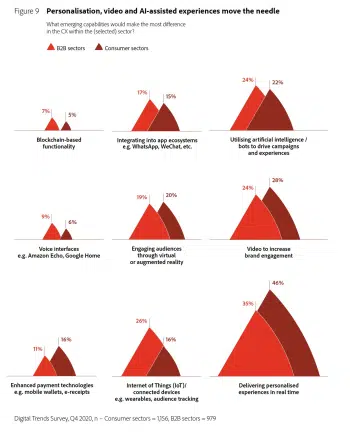 Figure 9 Personalisation, video and AI-assisted experiences move the needle
What emerging capabilities would make the most difference
in the CX within the (selected) sector?
B2B sectors Consumer sectors
7% 5%
Blockchain-based
functionality
17% 15%
Integrating into app ecosystems
e.g. WhatsApp, WeChat, etc.
24% 22%
Utilising artificial intelligence /
bots to drive campaigns
and experiences
9% 6%
Voice interfaces
e.g. Amazon Echo, Google Home
19% 20%
Engaging audiences
through virtual
or augmented reality
24% 28%
Video to increase
brand engagement
11% 16%
Enhanced payment technologies
e.g. mobile wallets, e-receipts
26% 16%
Internet of Things (IoT)/
connected devices
e.g. wearables, audience tracking
35% 46%
Delivering personalised
experiences in real time
Digital Trends Survey, Q4 2020, n – Consumer sectors = 1,156, B2B sectors = 979